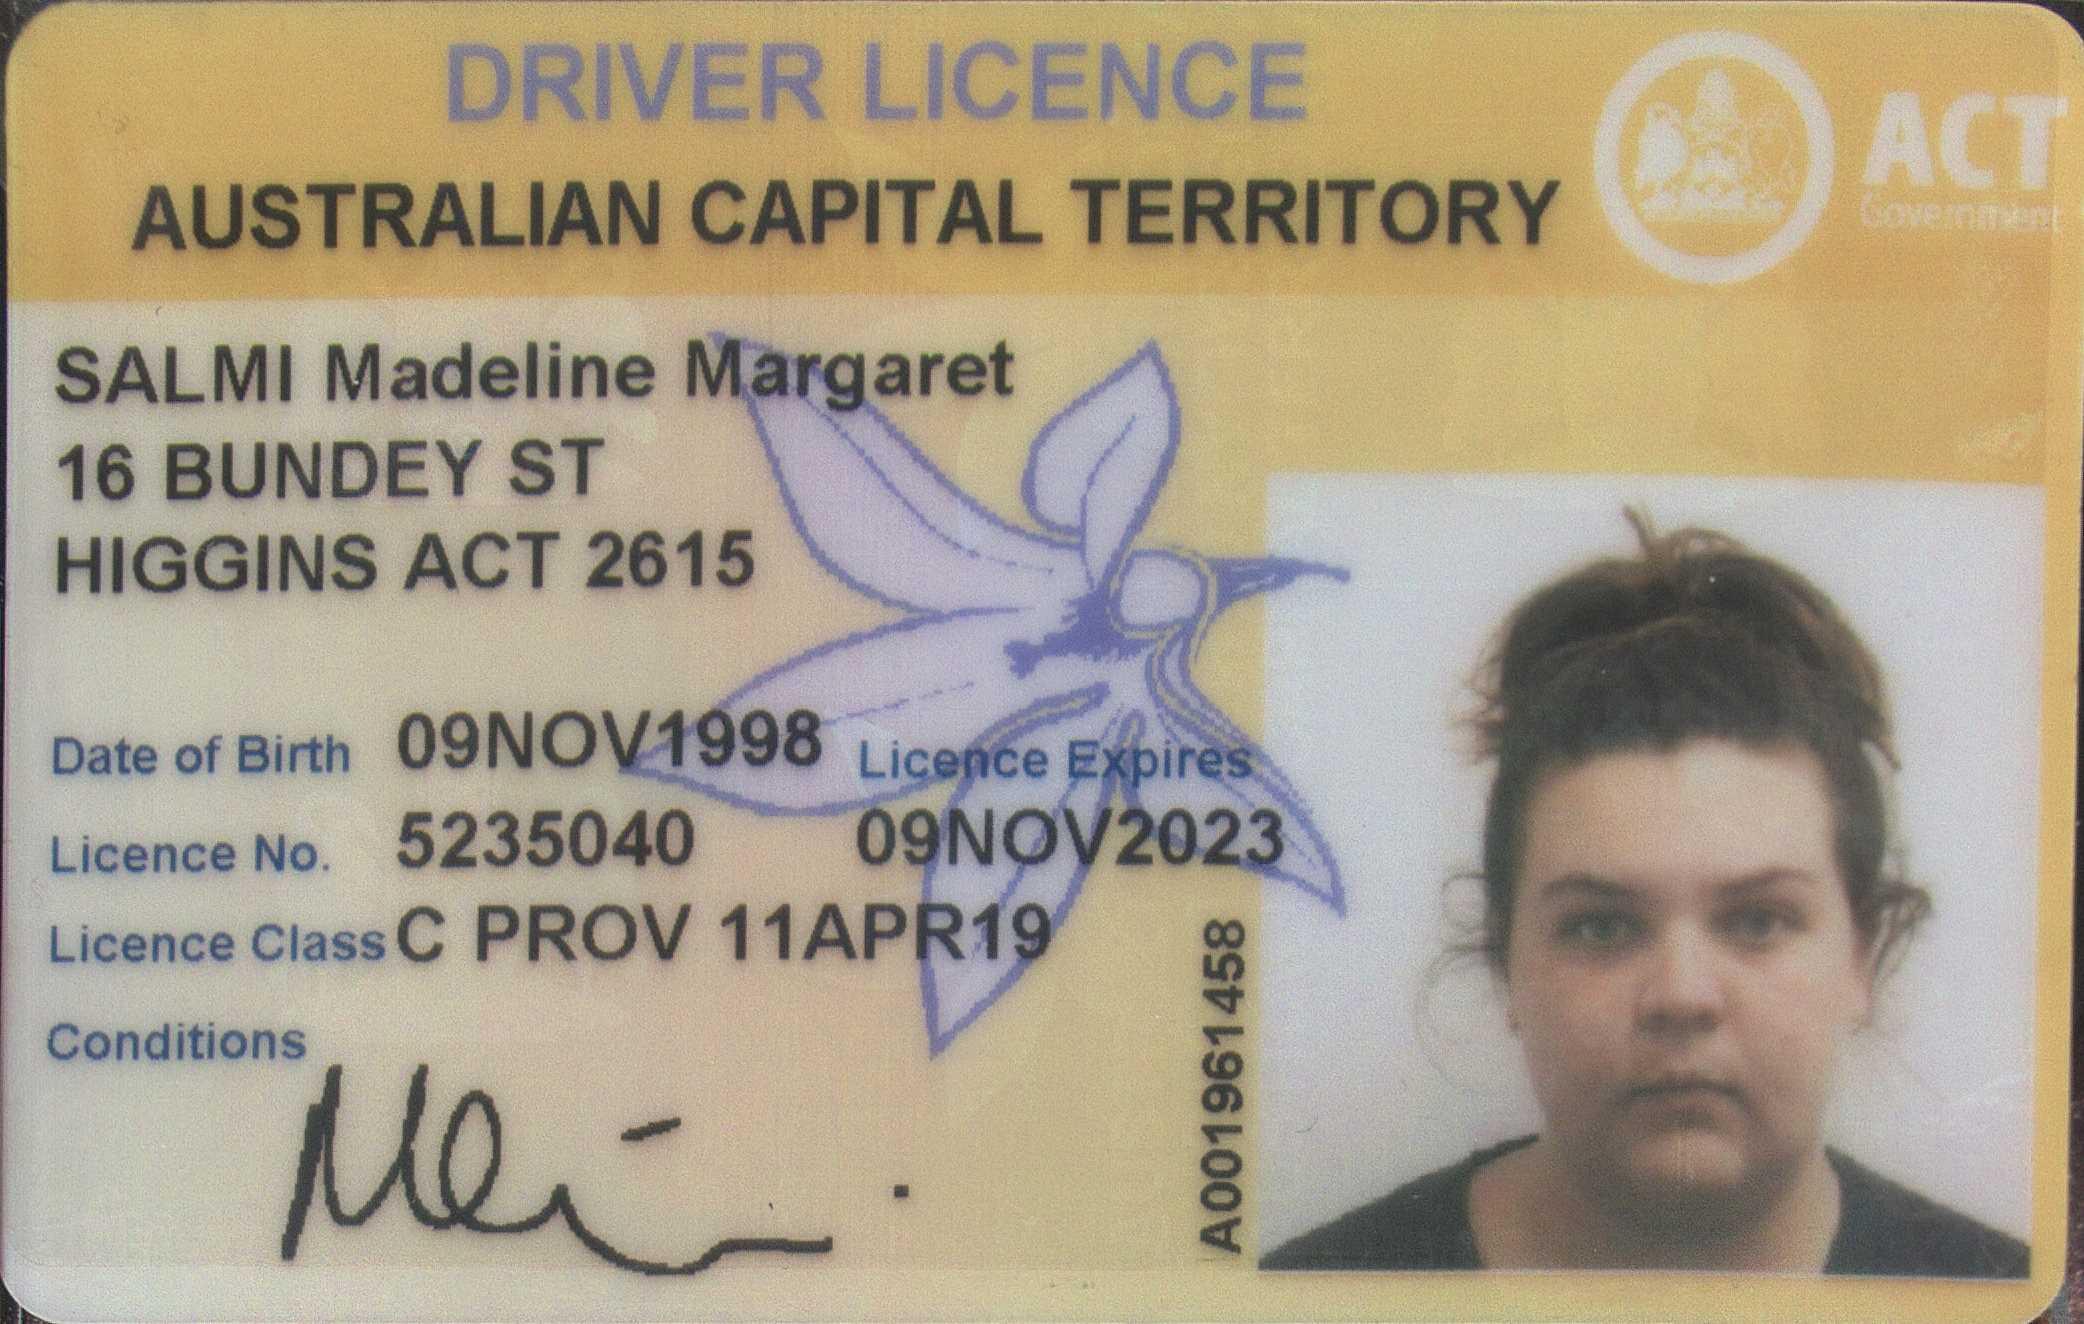 DRIVER LICENCE
AUSTRALIAN CAPITAL TERRITORY
ACT
Government
SALMI Madeline Margaret
16 BUNDEY ST
HIGGINS ACT 2615
Date of Birth 09NOV1998 Licence Expires
Licence No. 5235040 09NOV2023
Licence Class C PROV 11APR19
Conditions
A001961458